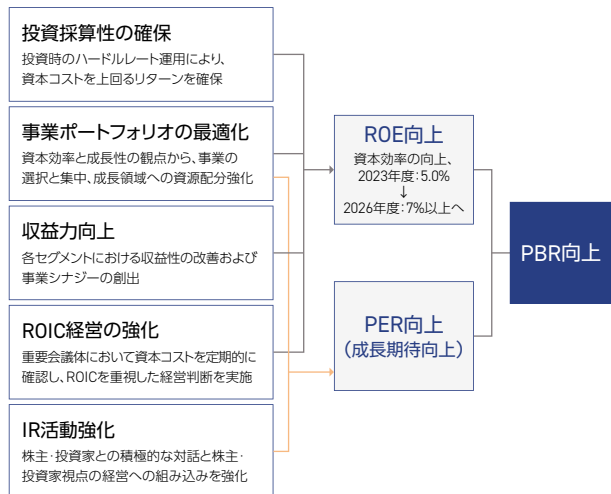 投資採算性の確保
投資時のハードルレート運用により、
資本コストを上回るリターンを確保
事業ポートフォリオの最適化
資本効率と成長性の観点から、事業の
選択と集中、成長領域への資源配分強化
収益力向上
各セグメントにおける収益性の改善および
事業シナジーの創出
ROIC経営の強化
重要会議体において資本コストを定期的に
確認し、ROICを重視した経営判断を実施
IR活動強化
株主・投資家との積極的な対話と株主・
投資家視点の経営への組み込みを強化
ROE向上
資本効率の向上、
2023年度：5.0%
↓
2026年度：7%以上へ
PER向上
（成長期待向上）
PBR向上